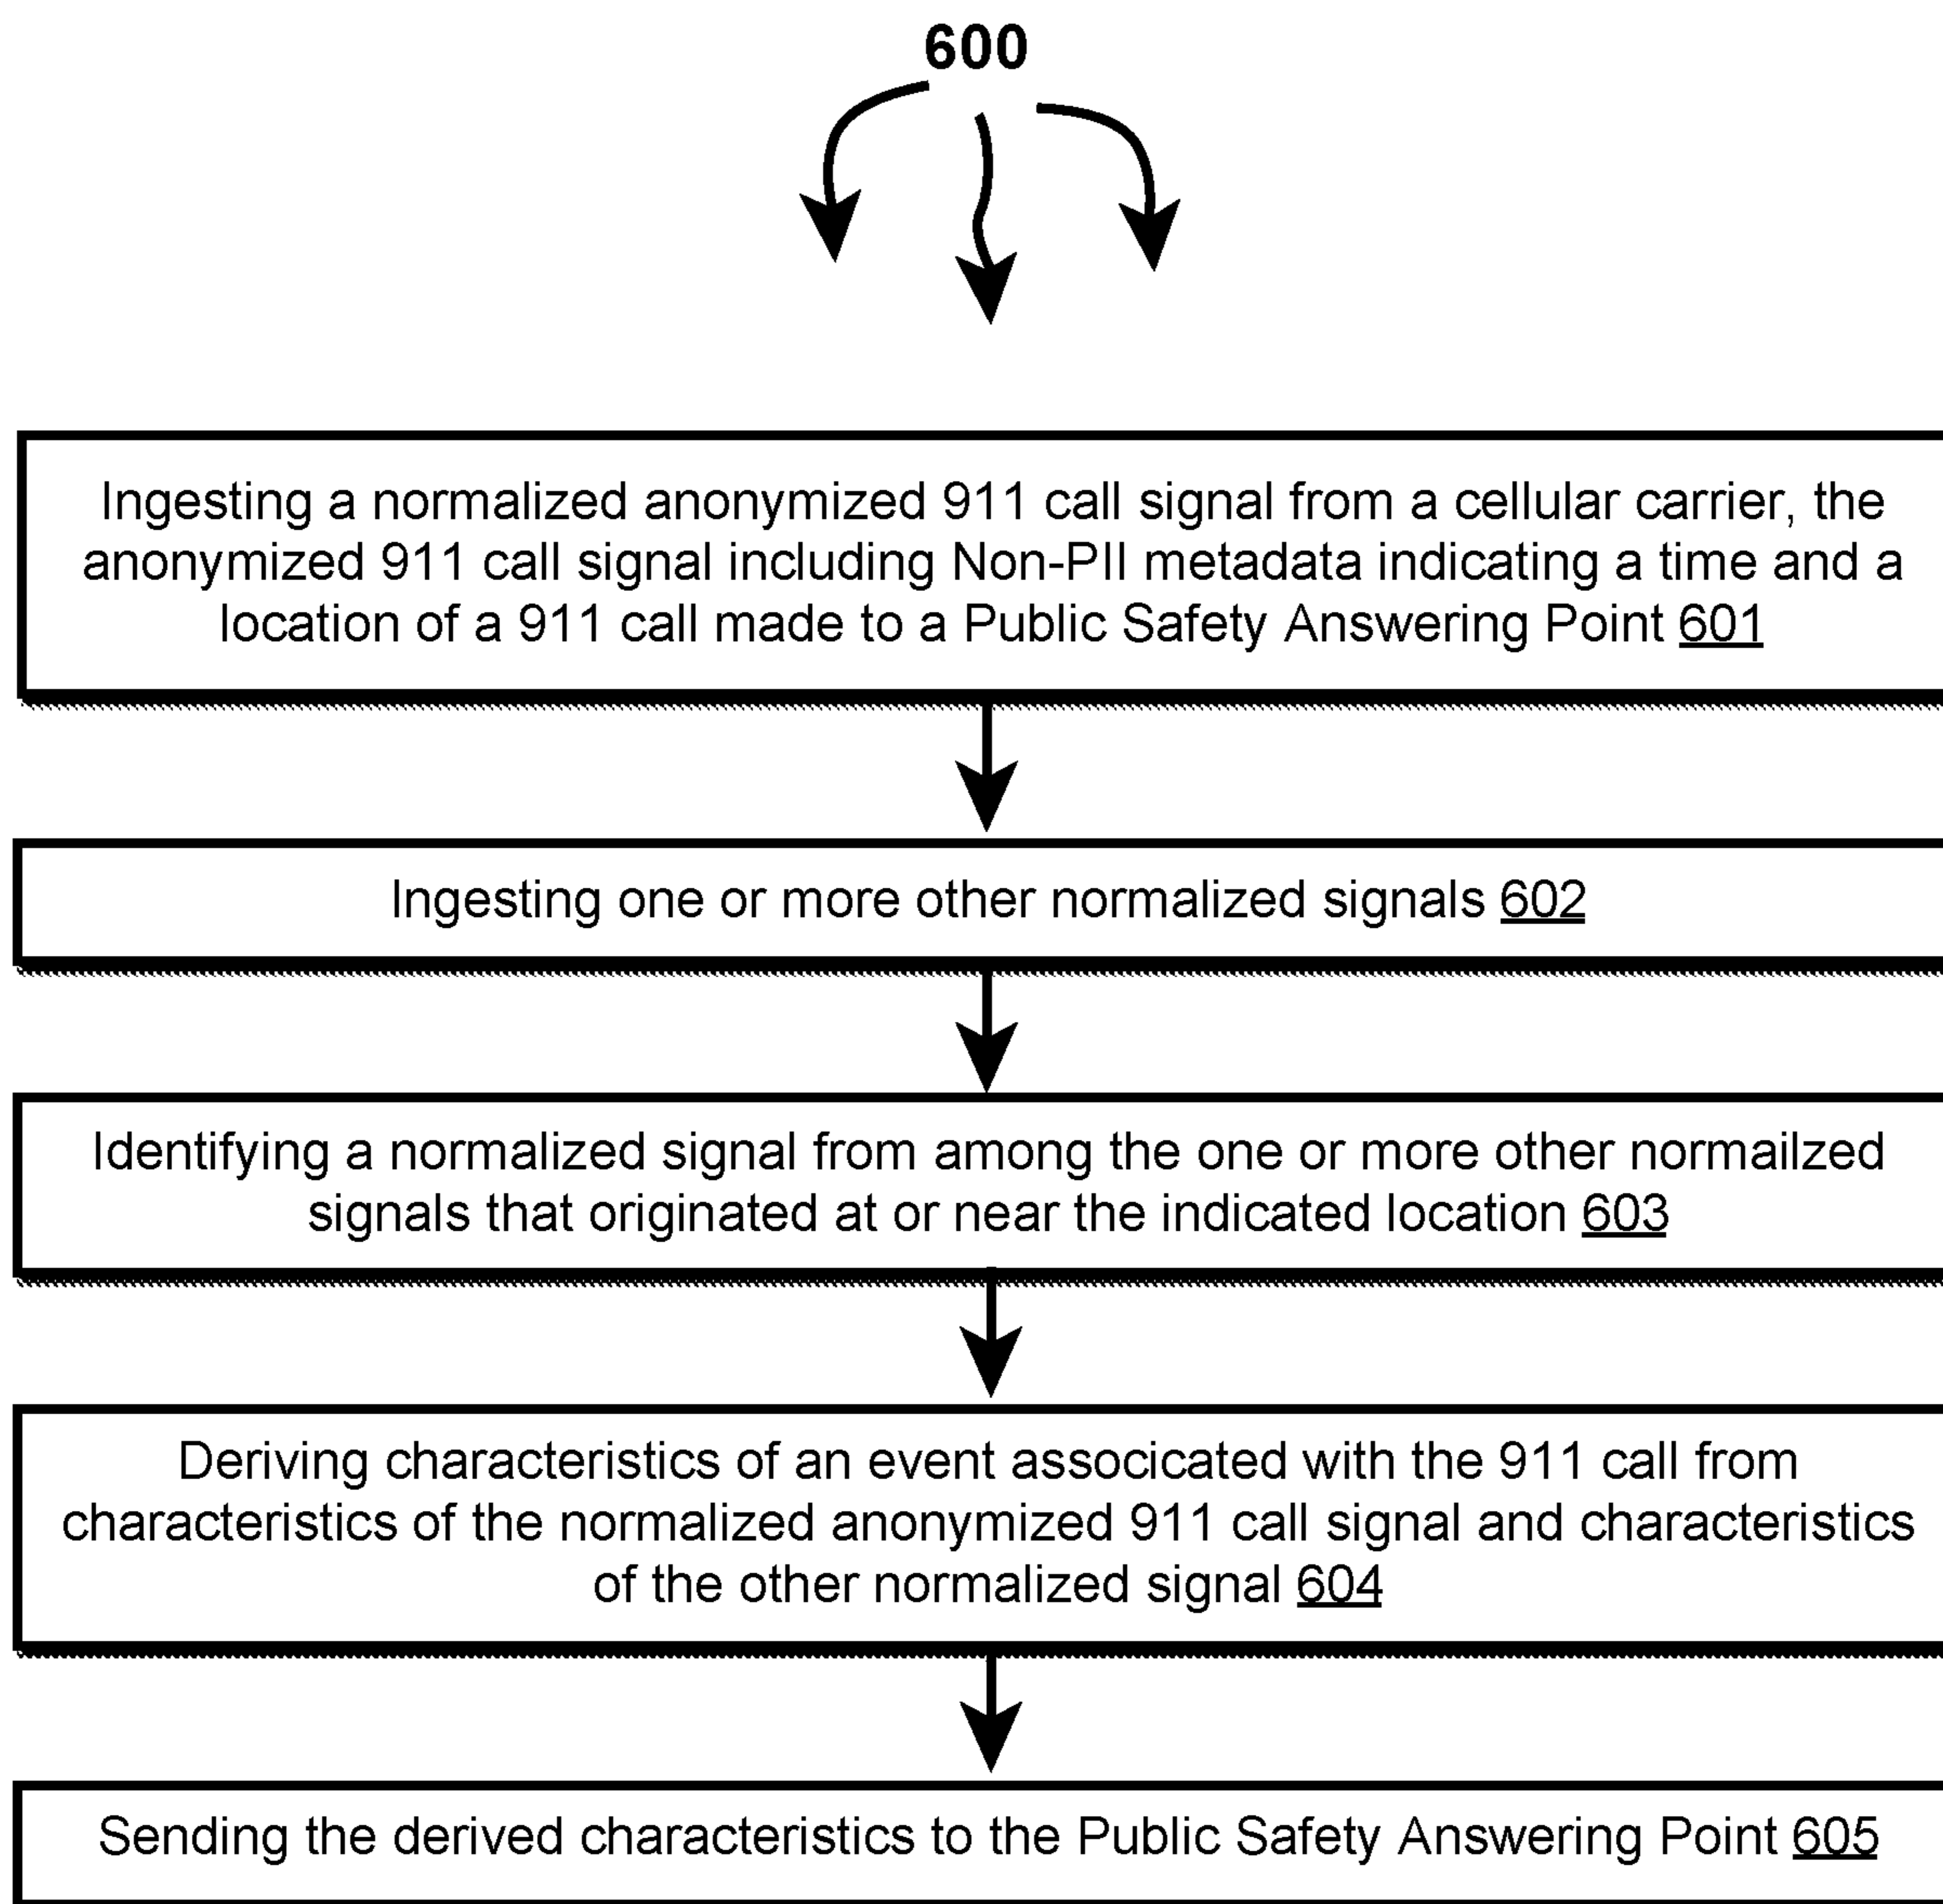 600
Ingesting a normalized anonymized 911 call signal from a cellular carrier, the
anonymized 911 call signal including Non-PII metadata indicating a time and a
location of a 911 call made to a Public Safety Answering Point 601
Ingesting one or more other normalized signals 602
Identifying a normalized signal from among the one or more other normailzed
signals that originated at or near the indicated location 603
Deriving characteristics of an event associcated with the 911 call from
characteristics of the normalized anonymized 911 call signal and characteristics
of the other normalized signal 604
Sending the derived characteristics to the Public Safety Answering Point 605